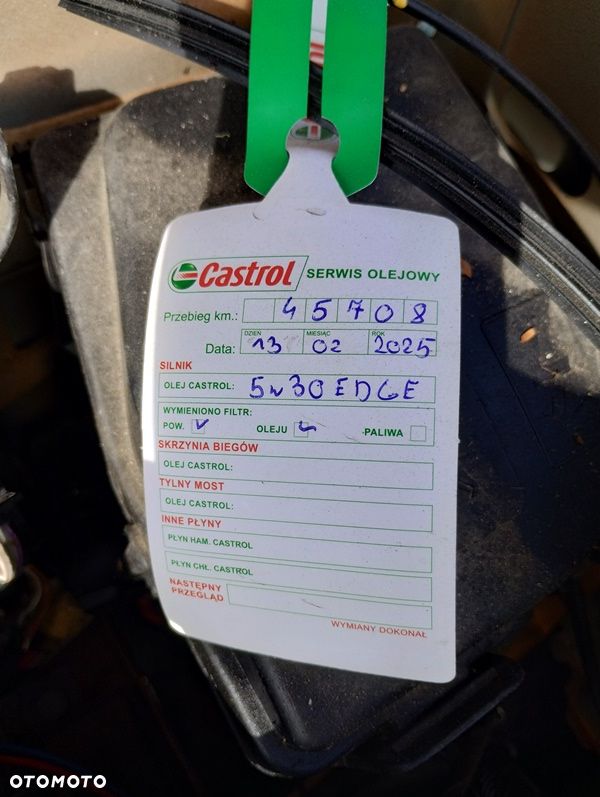 Castrol SERWIS OLEJOWY
Przebieg km.: 45708
DZIEŃ MIESIĄC ROK
Data: 13 02 2025
SILNIK
OLEJ CASTROL: 5w30 EDGE
WYMIENIONO FILTR:
POW. OLEJU PALIWA
SKRZYNIA BIEGÓW
OLEJ CASTROL:
TYLNY MOST
OLEJ CASTROL:
INNE PŁYNY
PŁYN HAM. CASTROL
PŁYN CHŁ. CASTROL
NASTĘPNY
PRZEGLĄD
WYMIANY DOKONAŁ
OTOMOTO